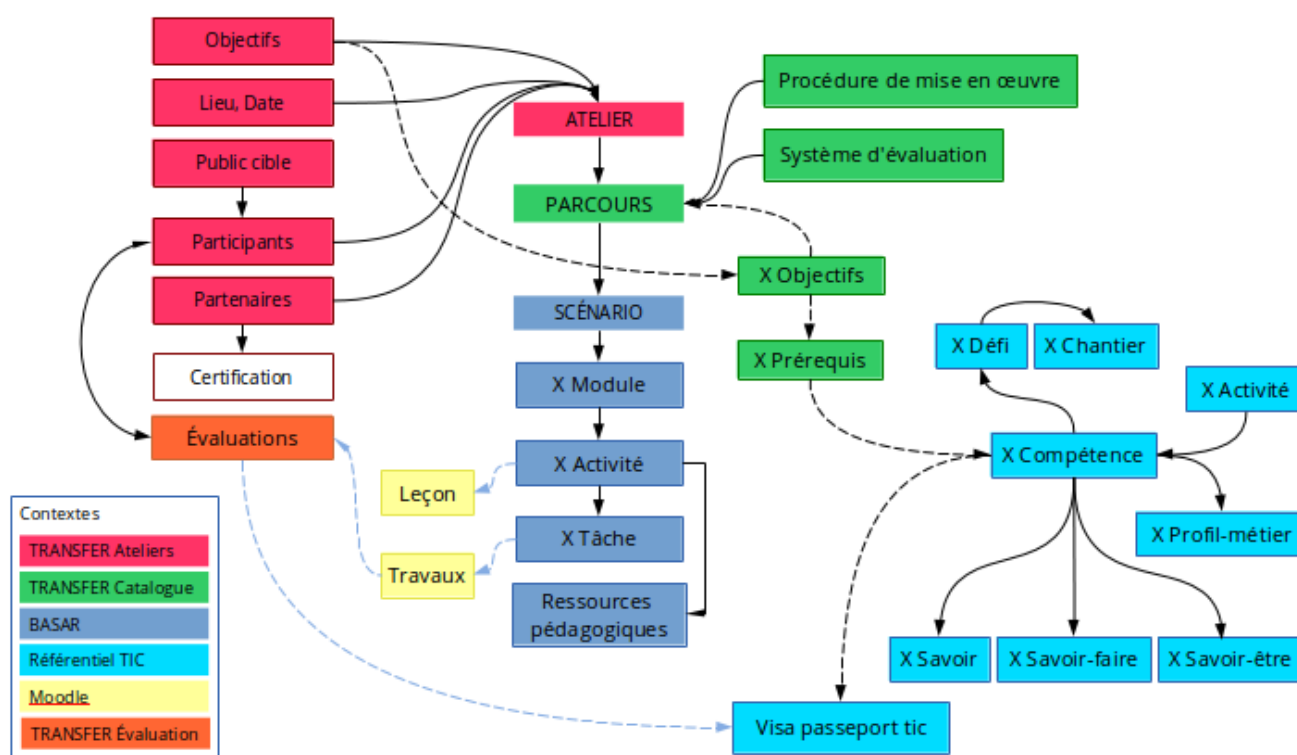 Objectifs
Lieu, Date
Public cible
Participants
Partenaires
Certification
Évaluations
ATELIER
PARCOURS
SCÉNARIO
X Module
X Activité
X Tâche
Ressources
pédagogiques
Leçon
Travaux
Procédure de mise en œuvre
Système d'évaluation
X Objectifs
X Prérequis
X Défi
X Chantier
X Activité
X Compétence
X Profil-métier
X Savoir
X Savoir-faire
X Savoir-être
Visa passeport tic
Contextes
TRANSFER Ateliers
TRANSFER Catalogue
BASAR
Référentiel TIC
Moodle
TRANSFER Évaluation